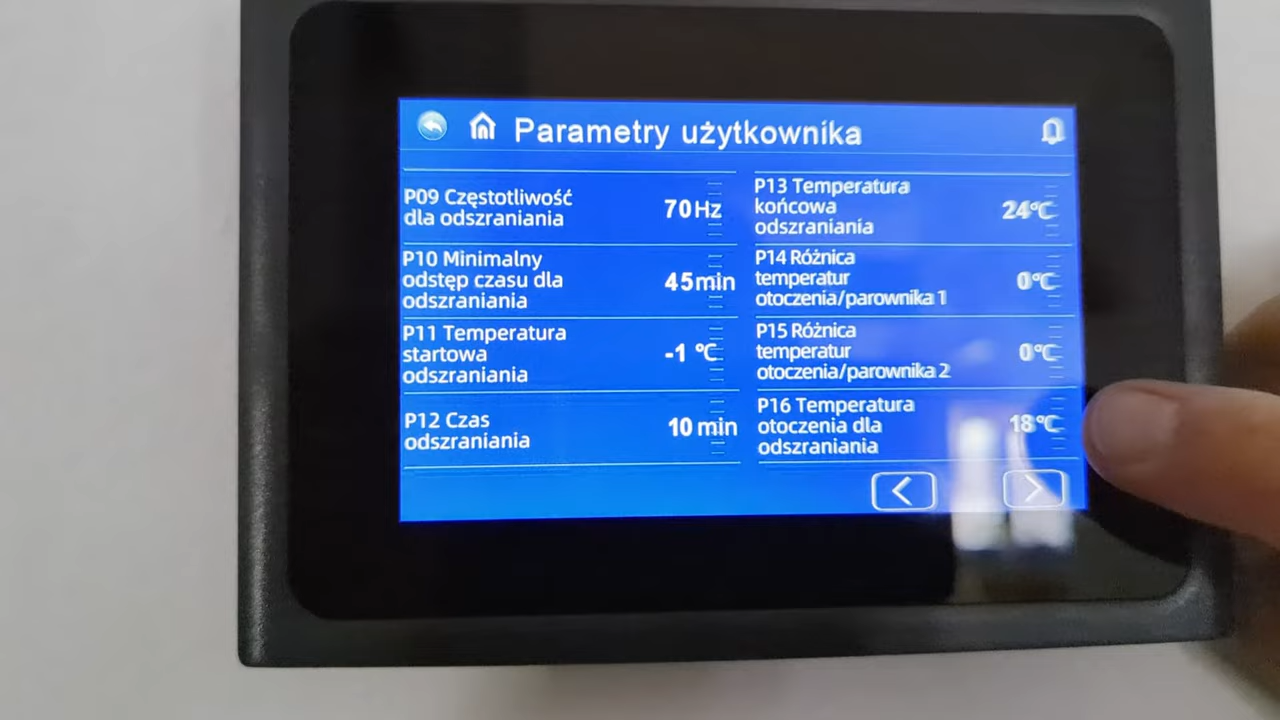 Parametry użytkownika
P09 Częstotliwość
dla odszraniania
70Hz
P10 Minimalny
odstęp czasu dla
odszraniania
45min
P11 Temperatura
startowa
odszraniania
-1 °C
P12 Czas
odszraniania
10 min
P13 Temperatura
końcowa
odszraniania
24°C
P14 Różnica
temperatur
otoczenia/parownika 1
0°C
P15 Różnica
temperatur
otoczenia/parownika 2
0°C
P16 Temperatura
otoczenia dla
odszraniania
18°C